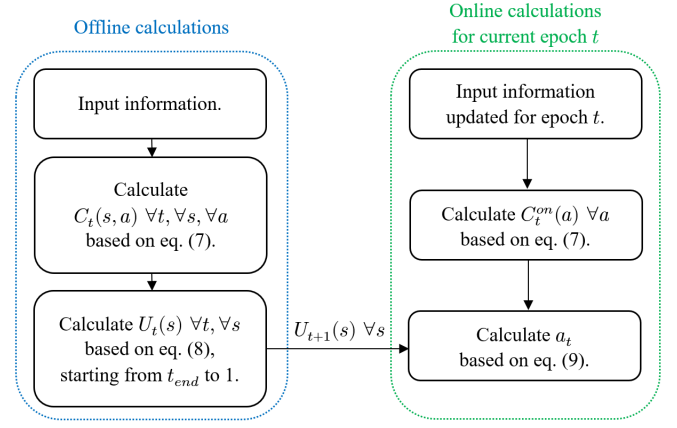 Offline calculations
Input information.
Calculate
C_t(s, a) ∀t, ∀s, ∀a
based on eq. (7).
Calculate U_t(s) ∀t, ∀s
based on eq. (8),
starting from t_end to 1.
U_{t+1}(s) ∀s
Online calculations
for current epoch t
Input information
updated for epoch t.
Calculate C_t^{on}(a) ∀a
based on eq. (7).
Calculate a_t
based on eq. (9).